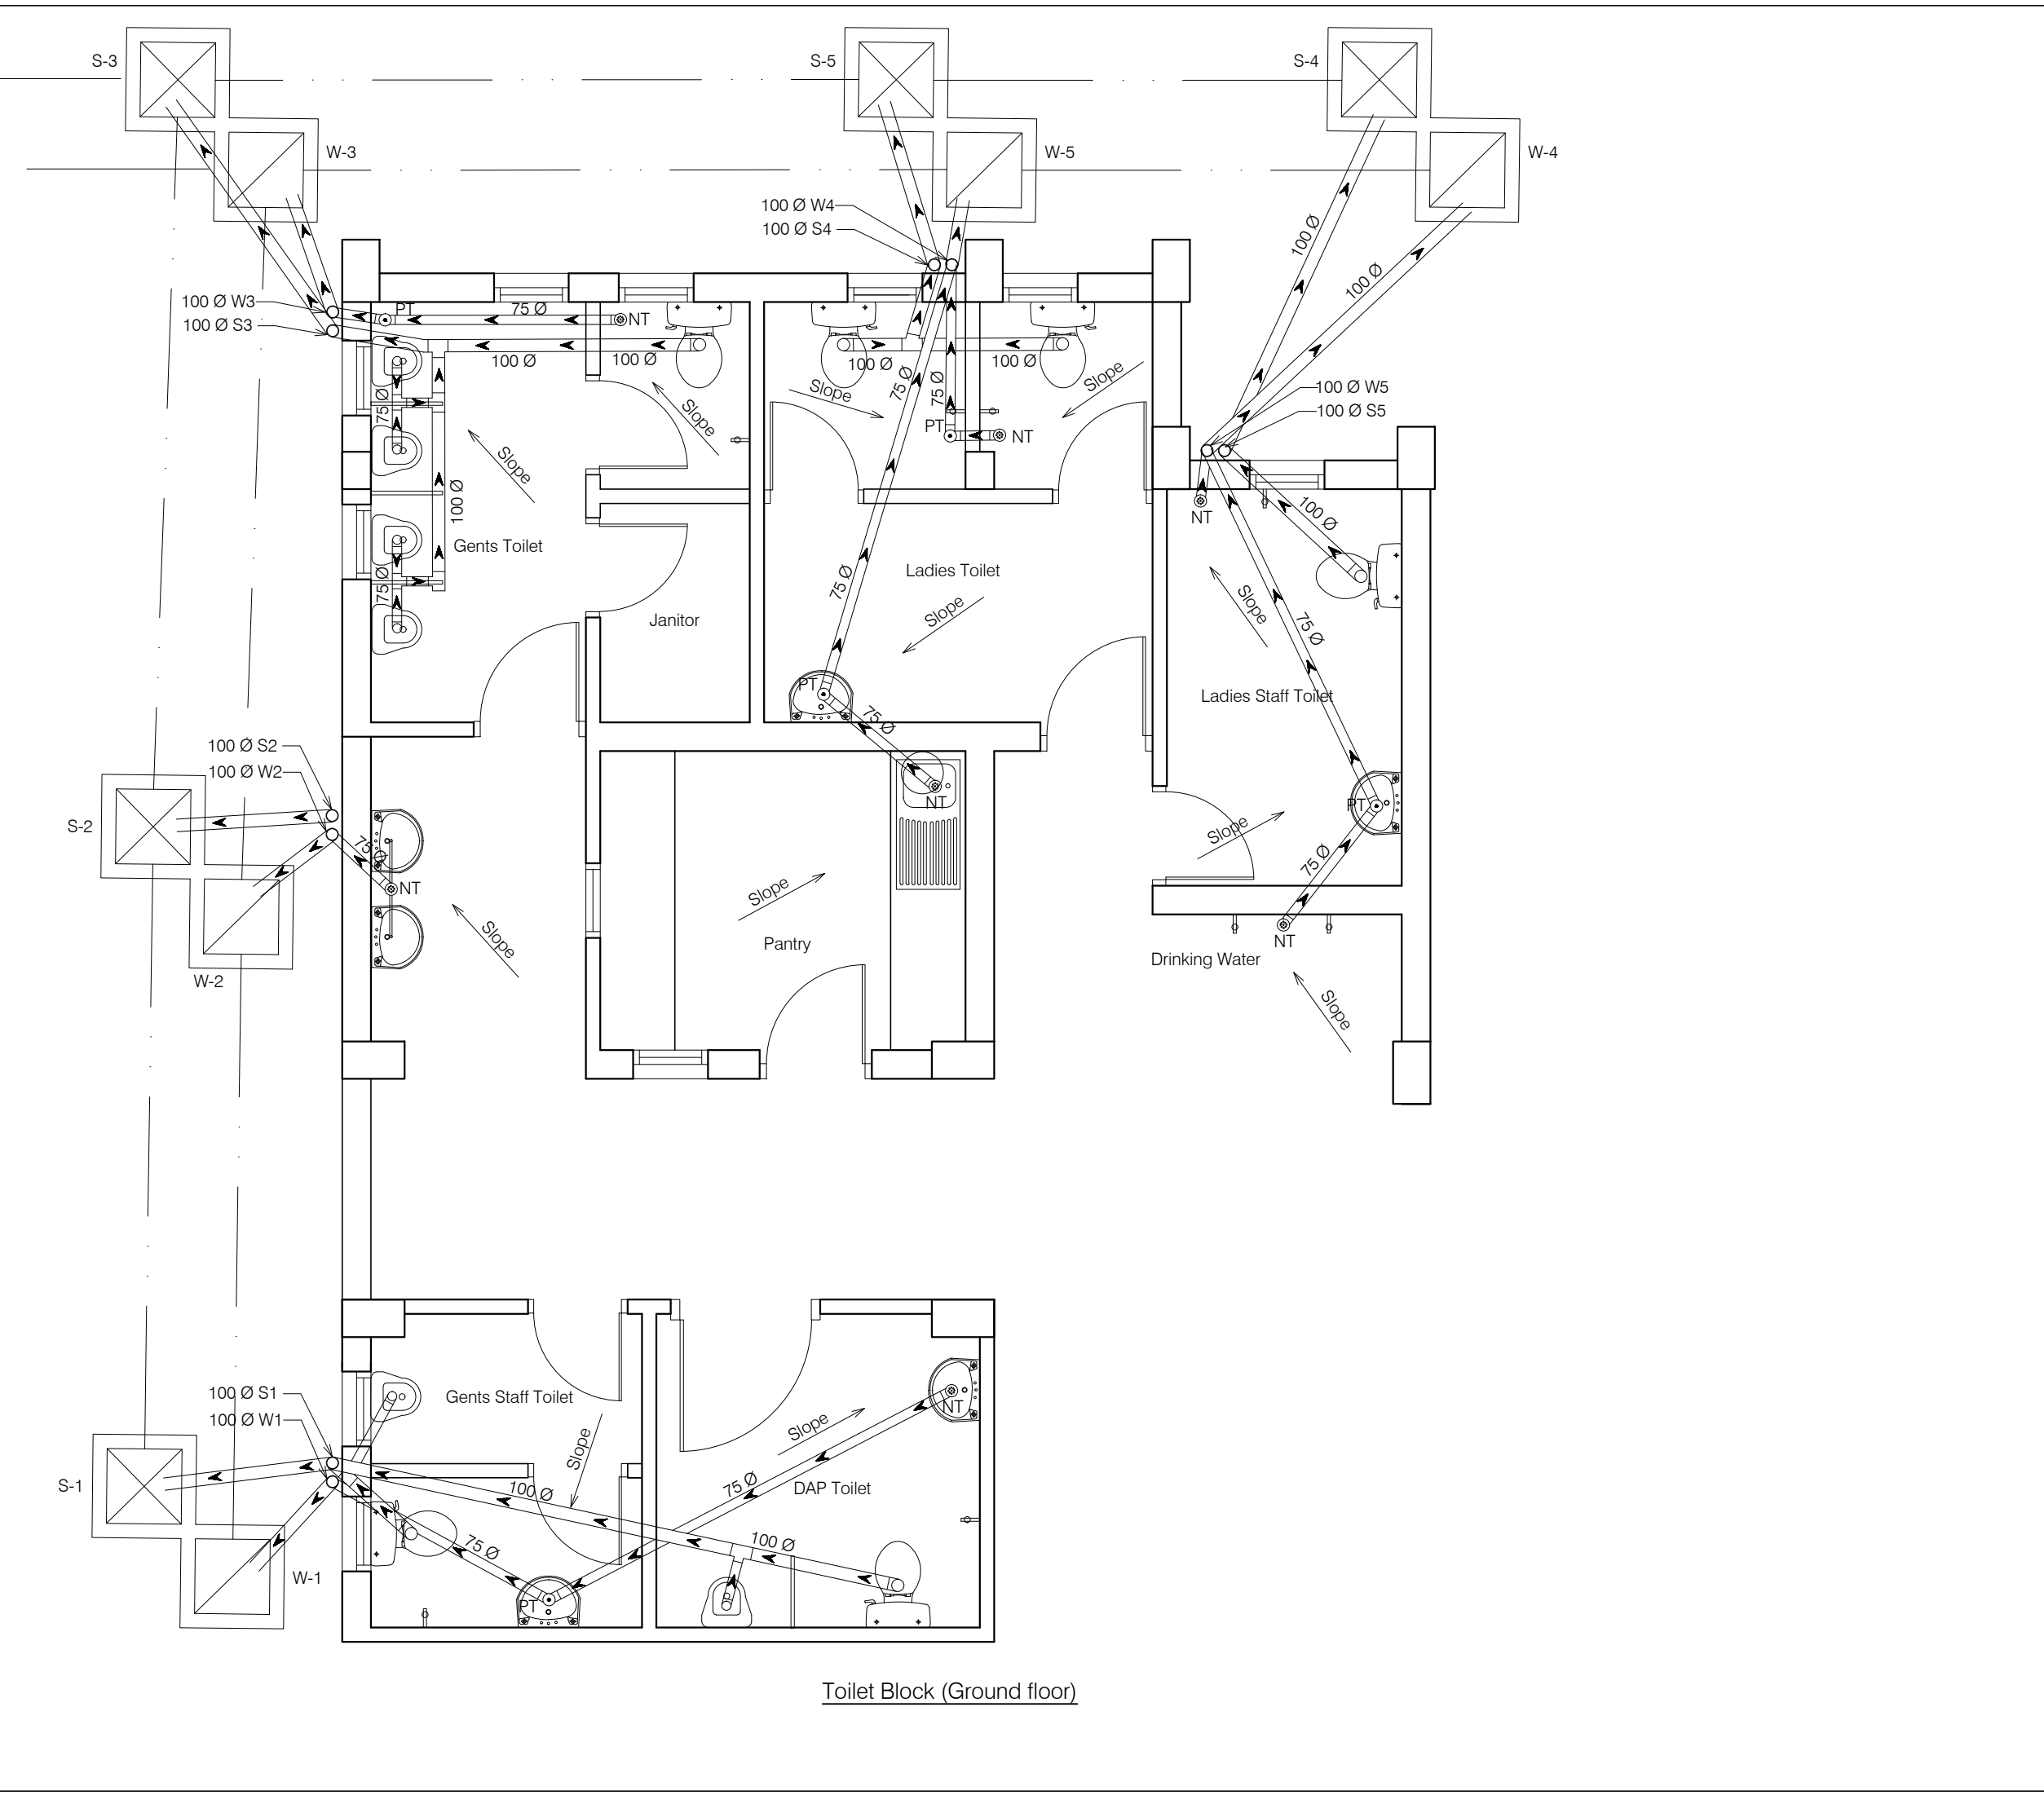 S-3
S-5
S-4
W-3
W-5
W-4
100 Ø W4
100 Ø S4
100 Ø
100 Ø
100 Ø W3
100 Ø S3
PT
75 Ø
NT
100 Ø
100 Ø
100 Ø
100 Ø
75 Ø
Slope
Slope
75 Ø
75 Ø
Slope
100 Ø W5
100 Ø S5
PT
NT
Slope
100 Ø
NT
100 Ø
Gents Toilet
Ladies Toilet
75 Ø
75 Ø
Slope
Slope
Janitor
75 Ø
PT
Ladies Staff Toilet
75 Ø
100 Ø S2
100 Ø W2
NT
PT
S-2
75 Ø
Slope
75 Ø
NT
Slope
Slope
Pantry
NT
Drinking Water
W-2
Slope
100 Ø S1
100 Ø W1
Gents Staff Toilet
NT
Slope
Slope
S-1
100 Ø
75 Ø
DAP Toilet
75 Ø
100 Ø
W-1
PT
Toilet Block (Ground floor)